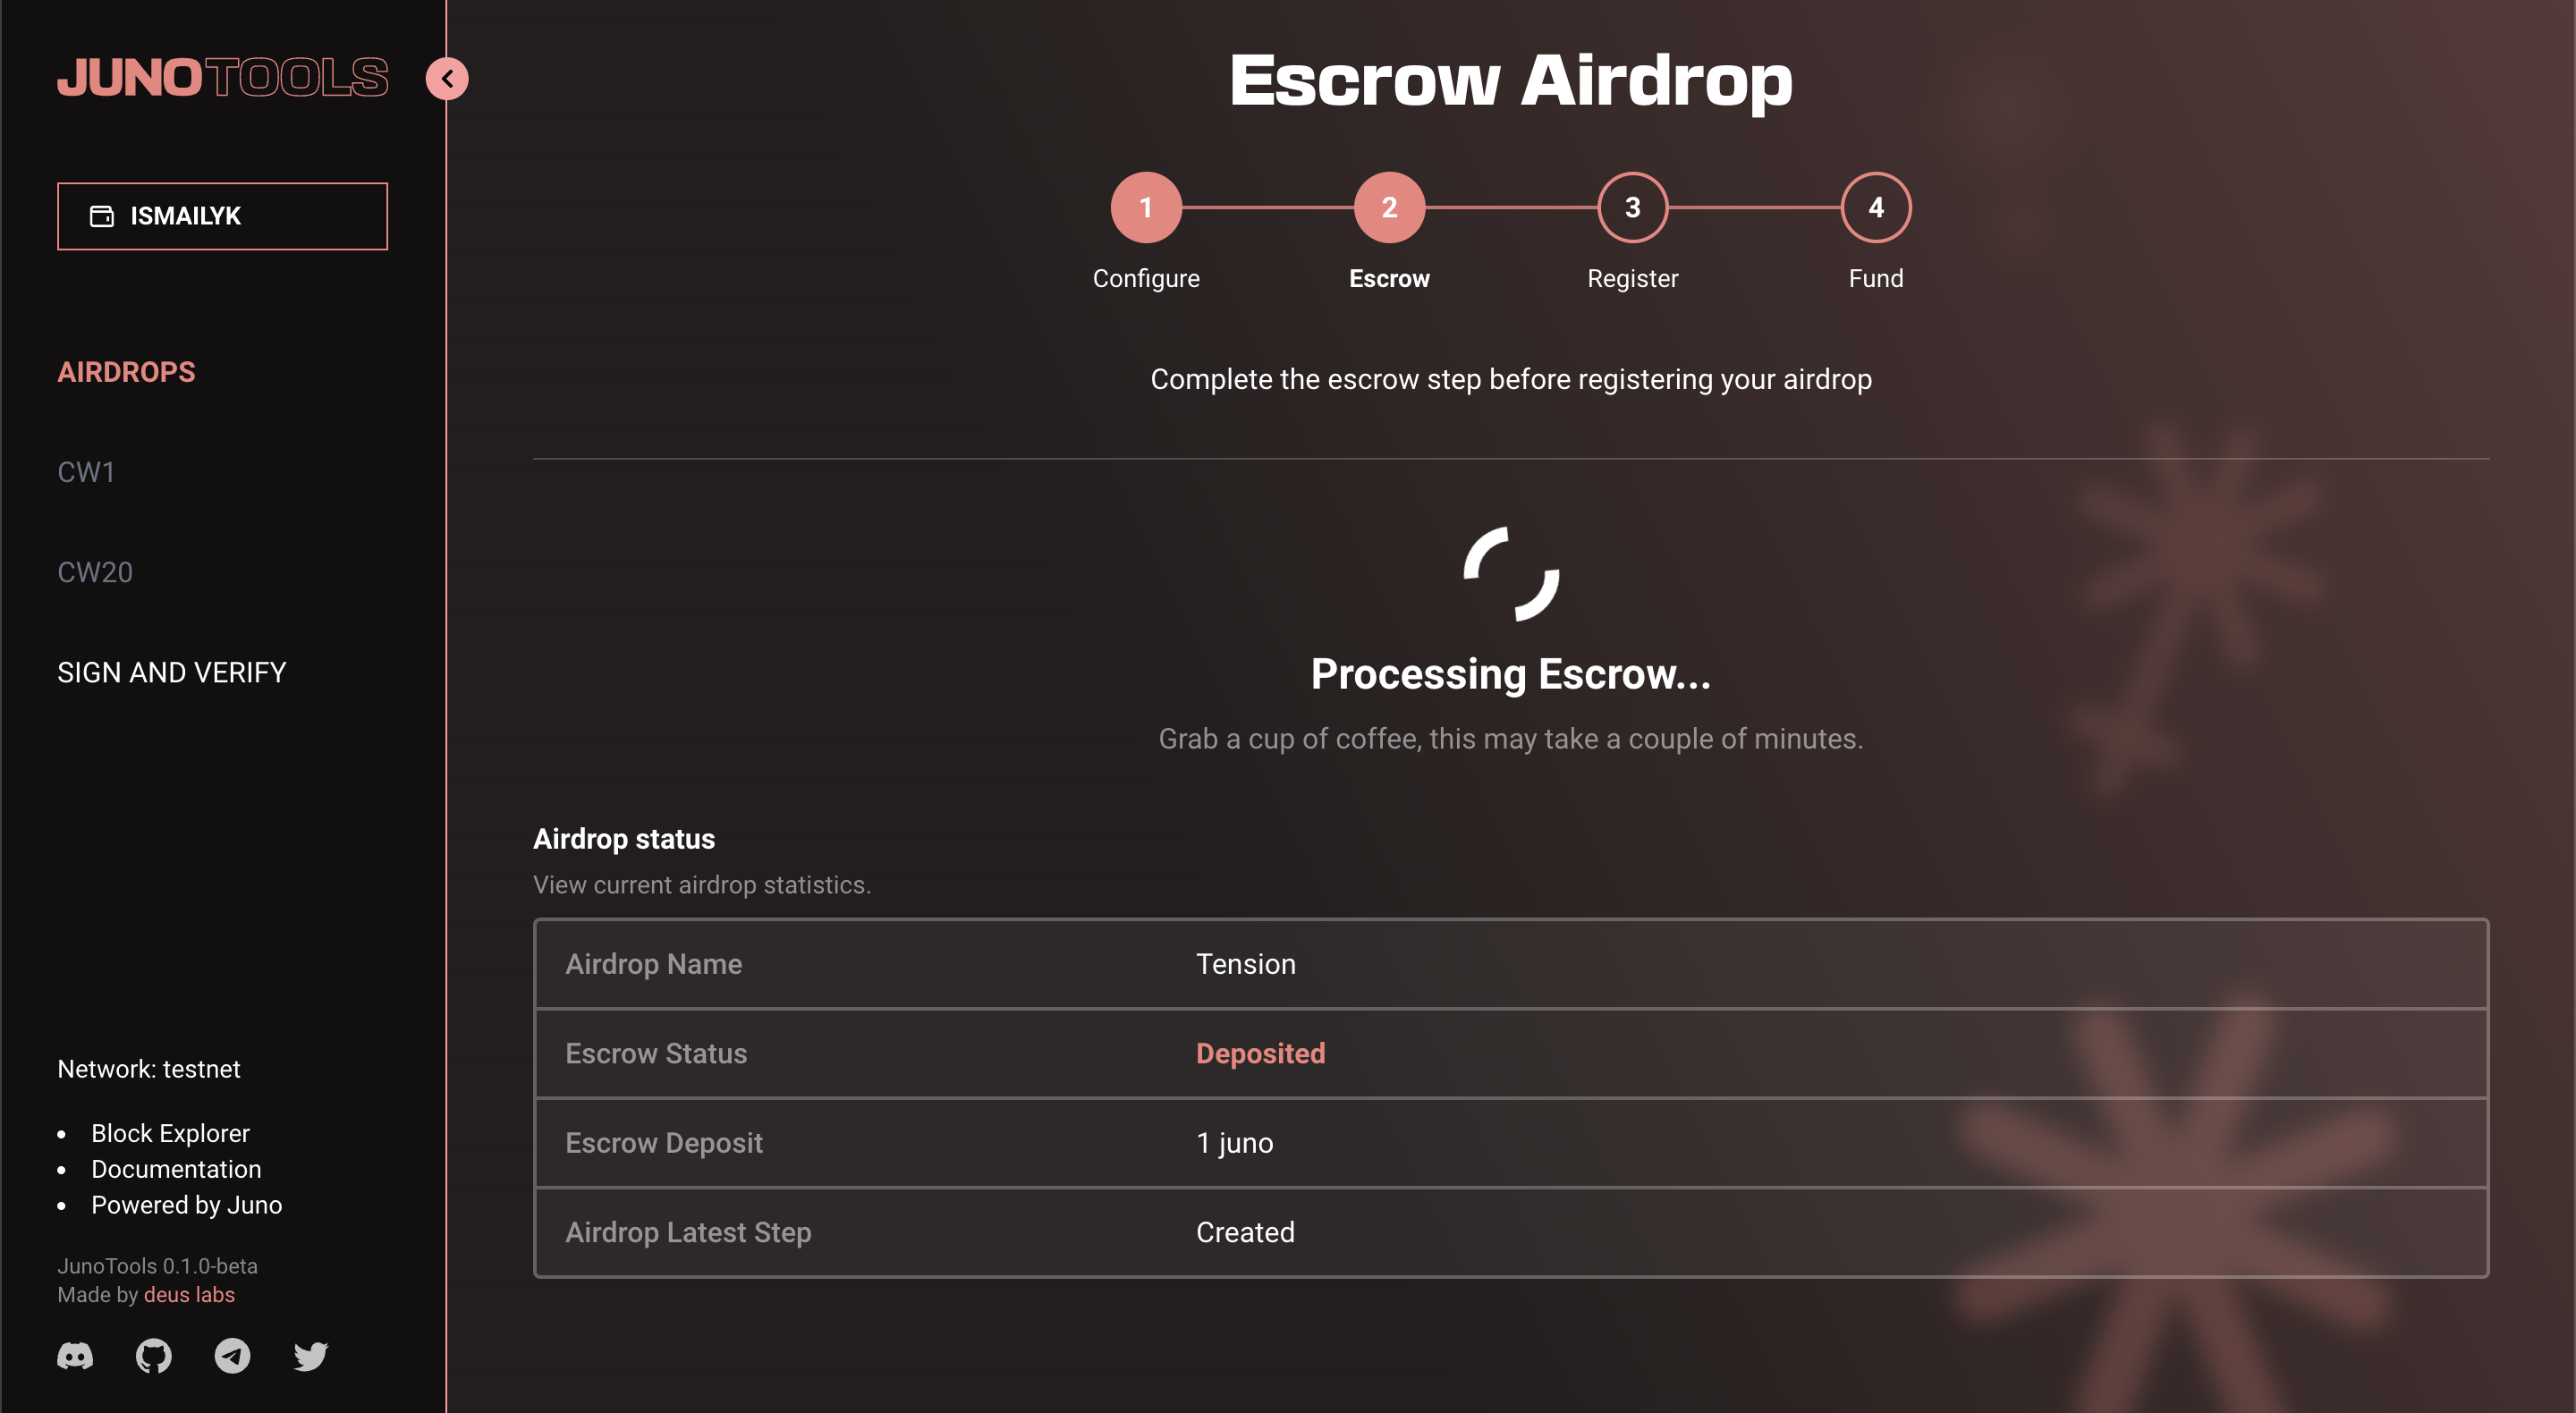 JUNOTOOLS
ISMAILYK
AIRDROPS
CW1
CW20
SIGN AND VERIFY
Network: testnet
• Block Explorer
• Documentation
• Powered by Juno
JunoTools 0.1.0-beta
Made by deus labs
Escrow Airdrop
1 2 3 4
Configure Escrow Register Fund
Complete the escrow step before registering your airdrop
Processing Escrow...
Grab a cup of coffee, this may take a couple of minutes.
Airdrop status
View current airdrop statistics.
Airdrop Name Tension
Escrow Status Deposited
Escrow Deposit 1 juno
Airdrop Latest Step Created